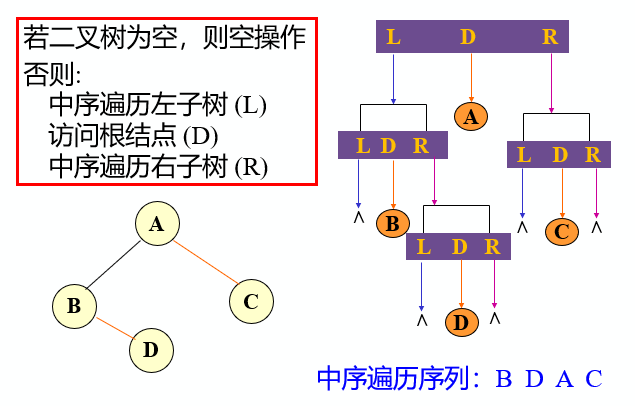 若二叉树为空，则空操作
否则:
中序遍历左子树 (L)
访问根结点 (D)
中序遍历右子树 (R)
L D R
A
L D R
L D R
^ B
^ C ^
L D R
^ D ^
A
B
C
D
中序遍历序列：B D A C